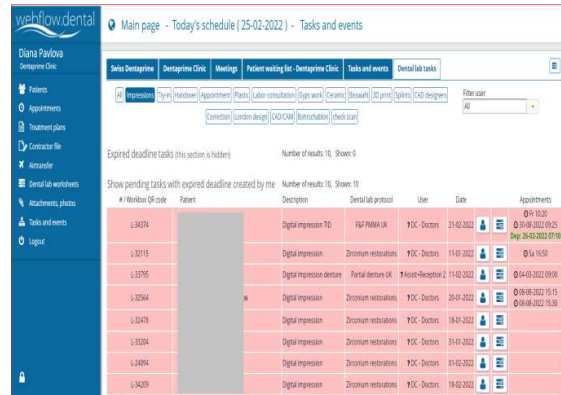 webflow.dental
Main page - Today's schedule ( 25-02-2022 ) - Tasks and events
Diana Pavlova
Dentaprime Clinic
Patients
Appointments
Treatment plans
Contractor file
Airtransfer
Dental lab worksheets
Attachments, photos
Tasks and events
Logout
Swiss Dentaprime Dentaprime Clinic Meetings Patient waiting list - Dentaprime Clinic Tasks and events Dental lab tasks
All Impressions Try-in Handover Appointment Plastic Labor consultation Gyps work Ceramic Bisswahl 3D print Splints CAD designers
Correction London design CAD/CAM Bohrschablon check scan
Filter user
All
Expired deadline tasks (this section is hidden) Number of results: 10, Shown: 0
Show pending tasks with expired deadline created by me Number of results: 10, Shown: 10
# / Workbox QR code Patient Description Dental lab protocol User Date Appointments
L-34374 Digital impression TID F&F PMMA UK ? DC - Doctors 21-02-2022 Fr 10:20
30-08-2022 09:25
Dep: 26-02-2022 07:10
L-32115 Digital impression Zirconium restorations ? DC - Doctors 11-01-2022 Sa 16:50
L-33795 Digital impression denture Partial denture UK ? Assist+Reception 2 11-02-2022 04-03-2022 09:00
L-32564 Digital impression Zirconium restorations ? DC - Doctors 20-01-2022 08-08-2022 15:15
08-08-2022 15:30
L-32478 Digital impression Zirconium restorations ? DC - Doctors 18-01-2022
L-33204 Digital impression Zirconium restorations ? DC - Doctors 31-01-2022
L-24094 Digital impression Zirconium restorations ? DC - Doctors 01-02-2022
L-34209 Digital impression Zirconium restorations ? DC - Doctors 18-02-2022